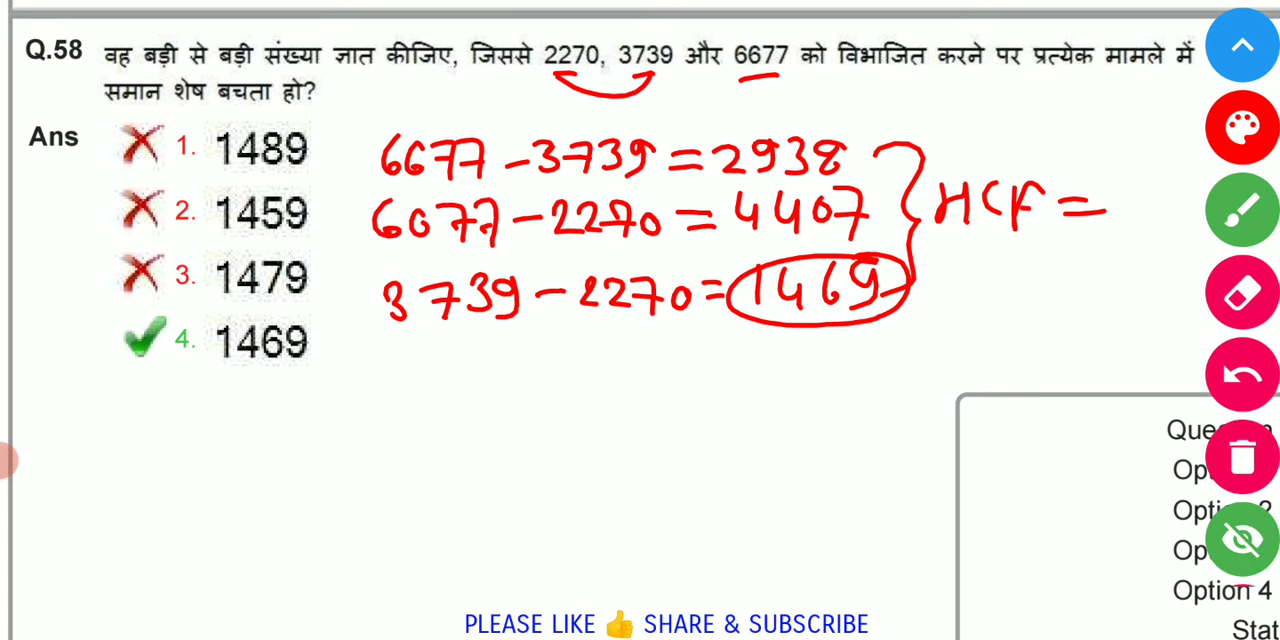 Q.58 वह बड़ी से बड़ी संख्या ज्ञात कीजिए, जिससे 2270, 3739 और 6677 को विभाजित करने पर प्रत्येक मामले में
समान शेष बचता हो?
Ans
1. 1489
2. 1459
3. 1479
4. 1469
6677 - 3739 = 2938
6677 - 2270 = 4407
3739 - 2270 = 1469
HCF =
Option 4
PLEASE LIKE 👍 SHARE & SUBSCRIBE